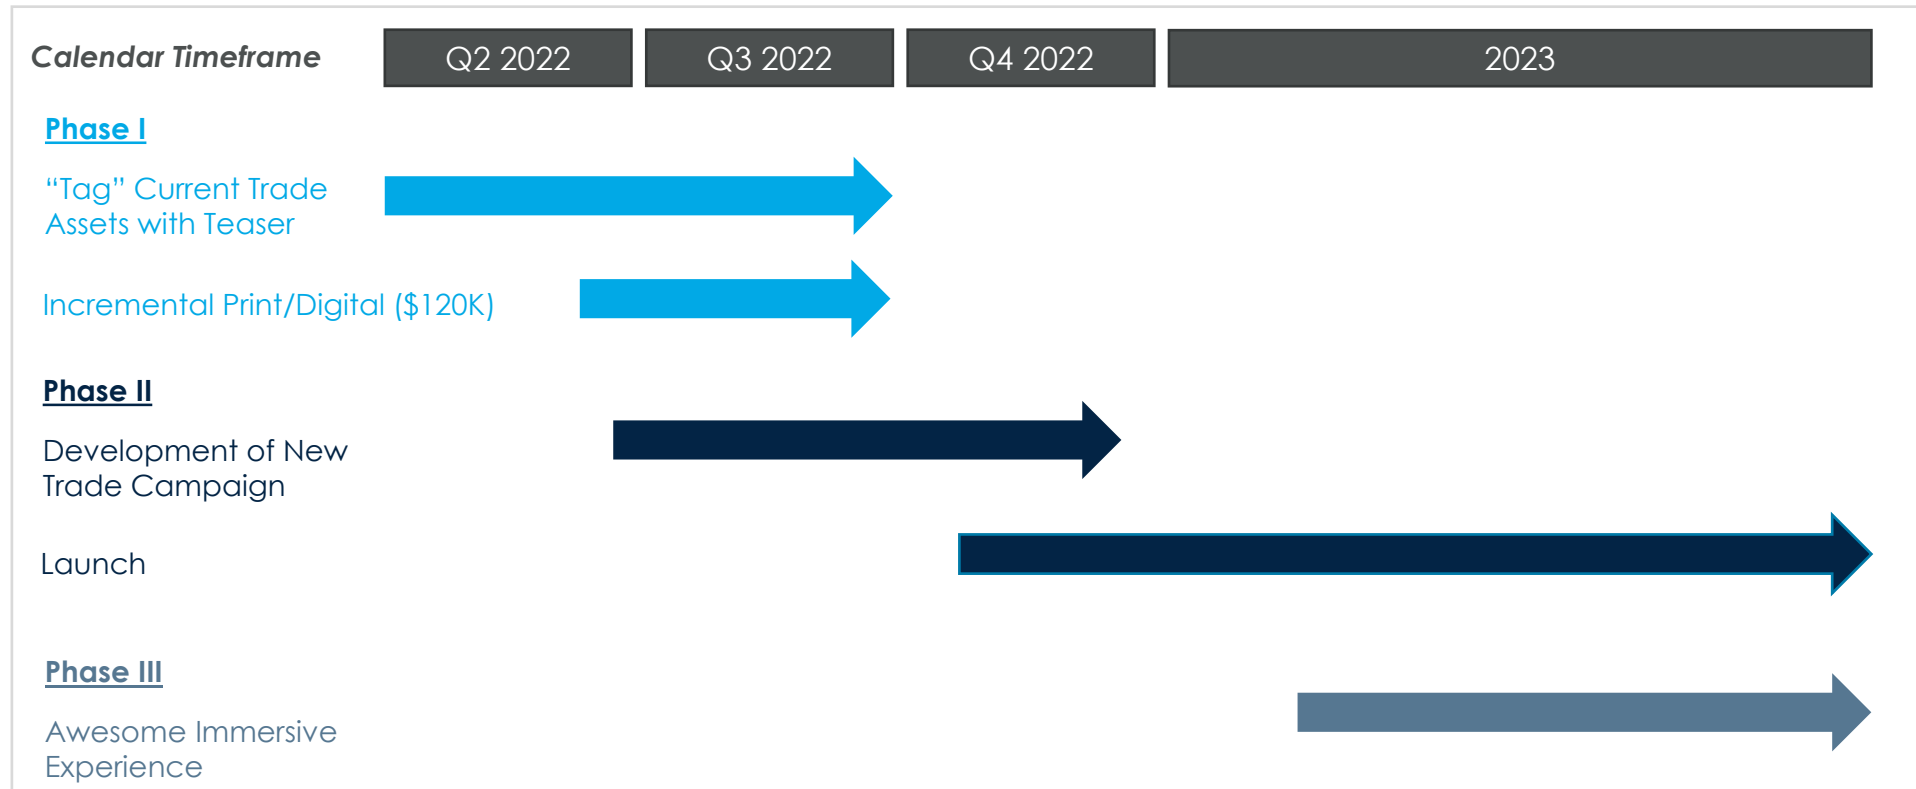 Calendar Timeframe
Q2 2022
Q3 2022
Q4 2022
2023
Phase I
“Tag” Current Trade
Assets with Teaser
Incremental Print/Digital ($120K)
Phase II
Development of New
Trade Campaign
Launch
Phase III
Awesome Immersive
Experience